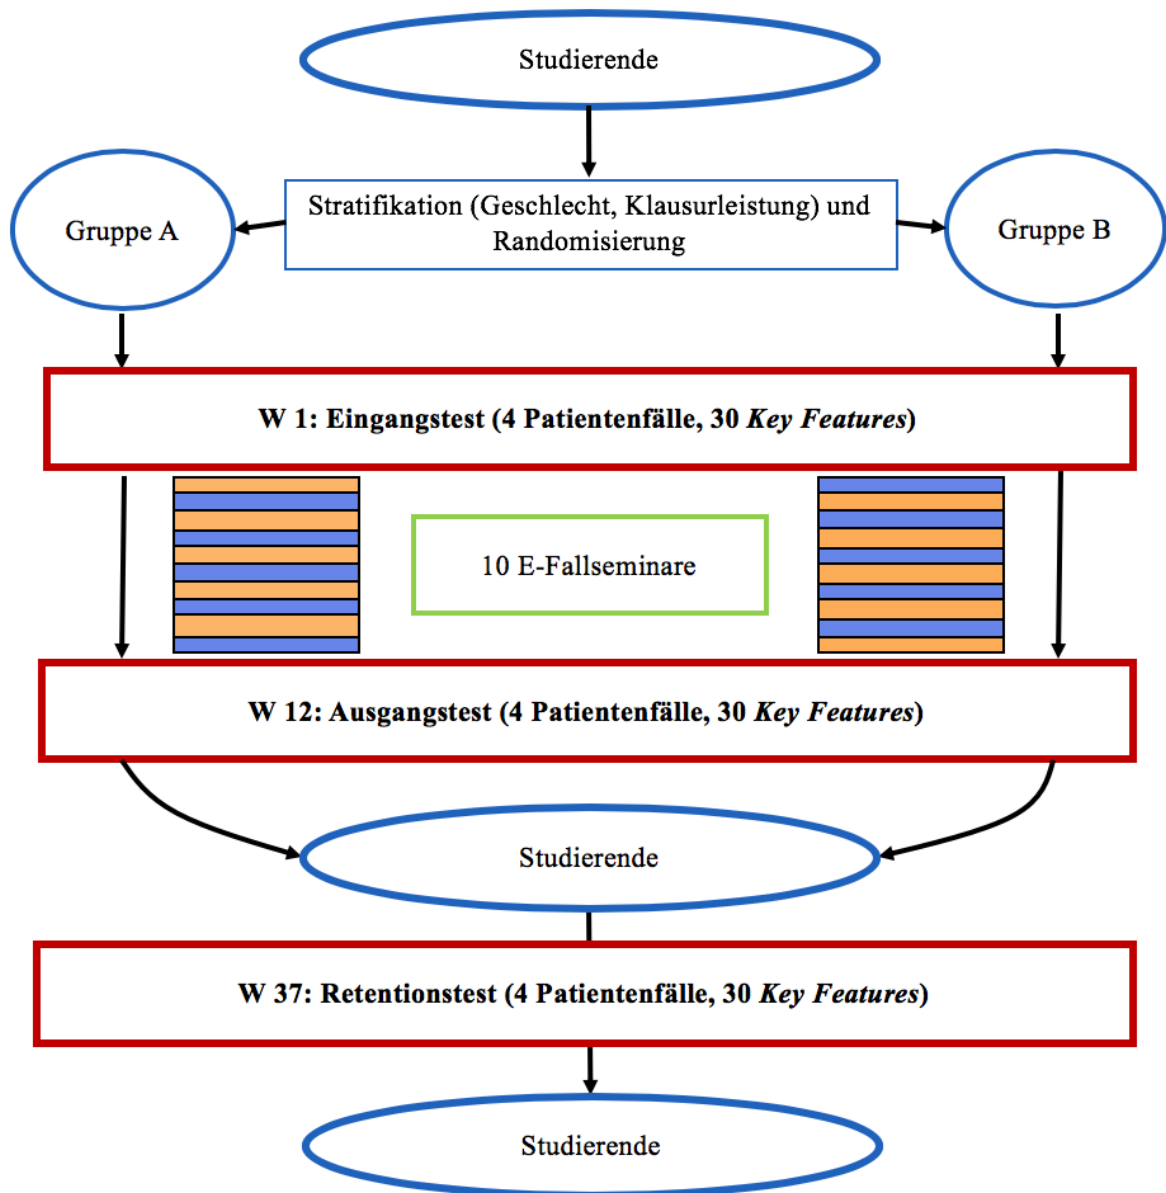 Studierende
Stratifikation (Geschlecht, Klausurleistung) und
Randomisierung
Gruppe A
Gruppe B
W 1: Eingangstest (4 Patientenfälle, 30 Key Features)
10 E-Fallseminare
W 12: Ausgangstest (4 Patientenfälle, 30 Key Features)
Studierende
W 37: Retentionstest (4 Patientenfälle, 30 Key Features)
Studierende